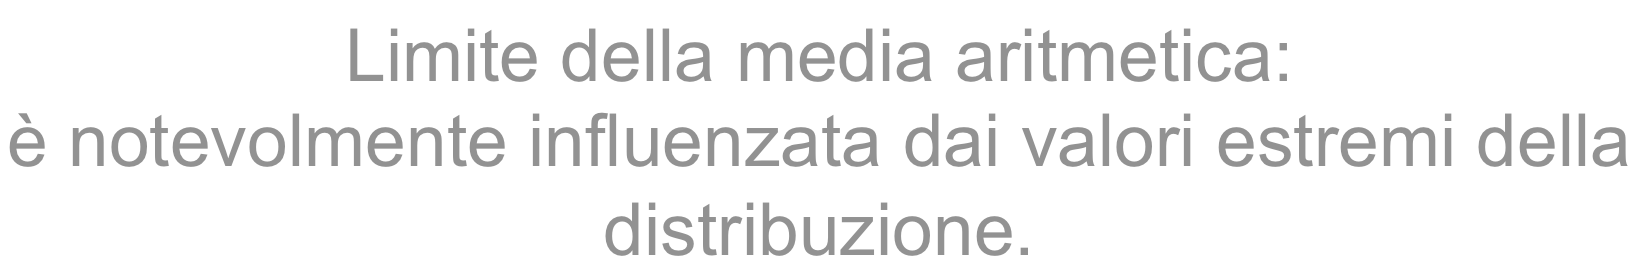 Limite della media aritmetica:
è notevolmente influenzata dai valori estremi della
distribuzione.